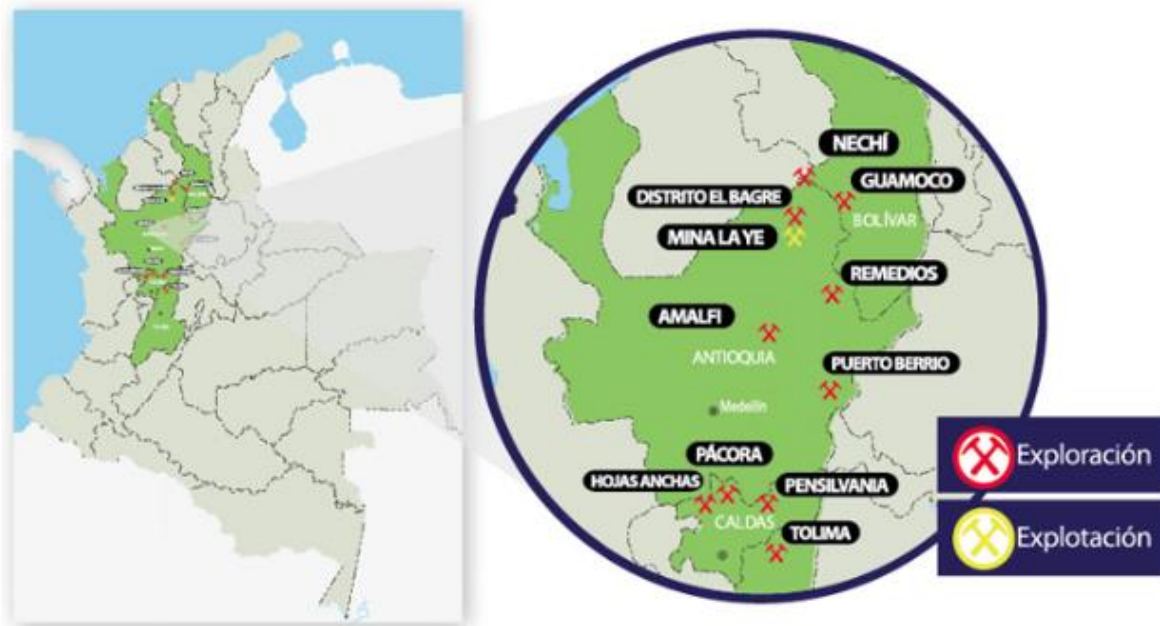 NECHÍ
GUAMOCO
DISTRITO EL BAGRE
BOLÍVAR
MINA LA YE
REMEDIOS
AMALFI
ANTIOQUIA
PUERTO BERRIO
Medellín
PÁCORA
HOJAS ANCHAS
PENSILVANIA
CALDAS
TOLIMA
Exploración
Explotación